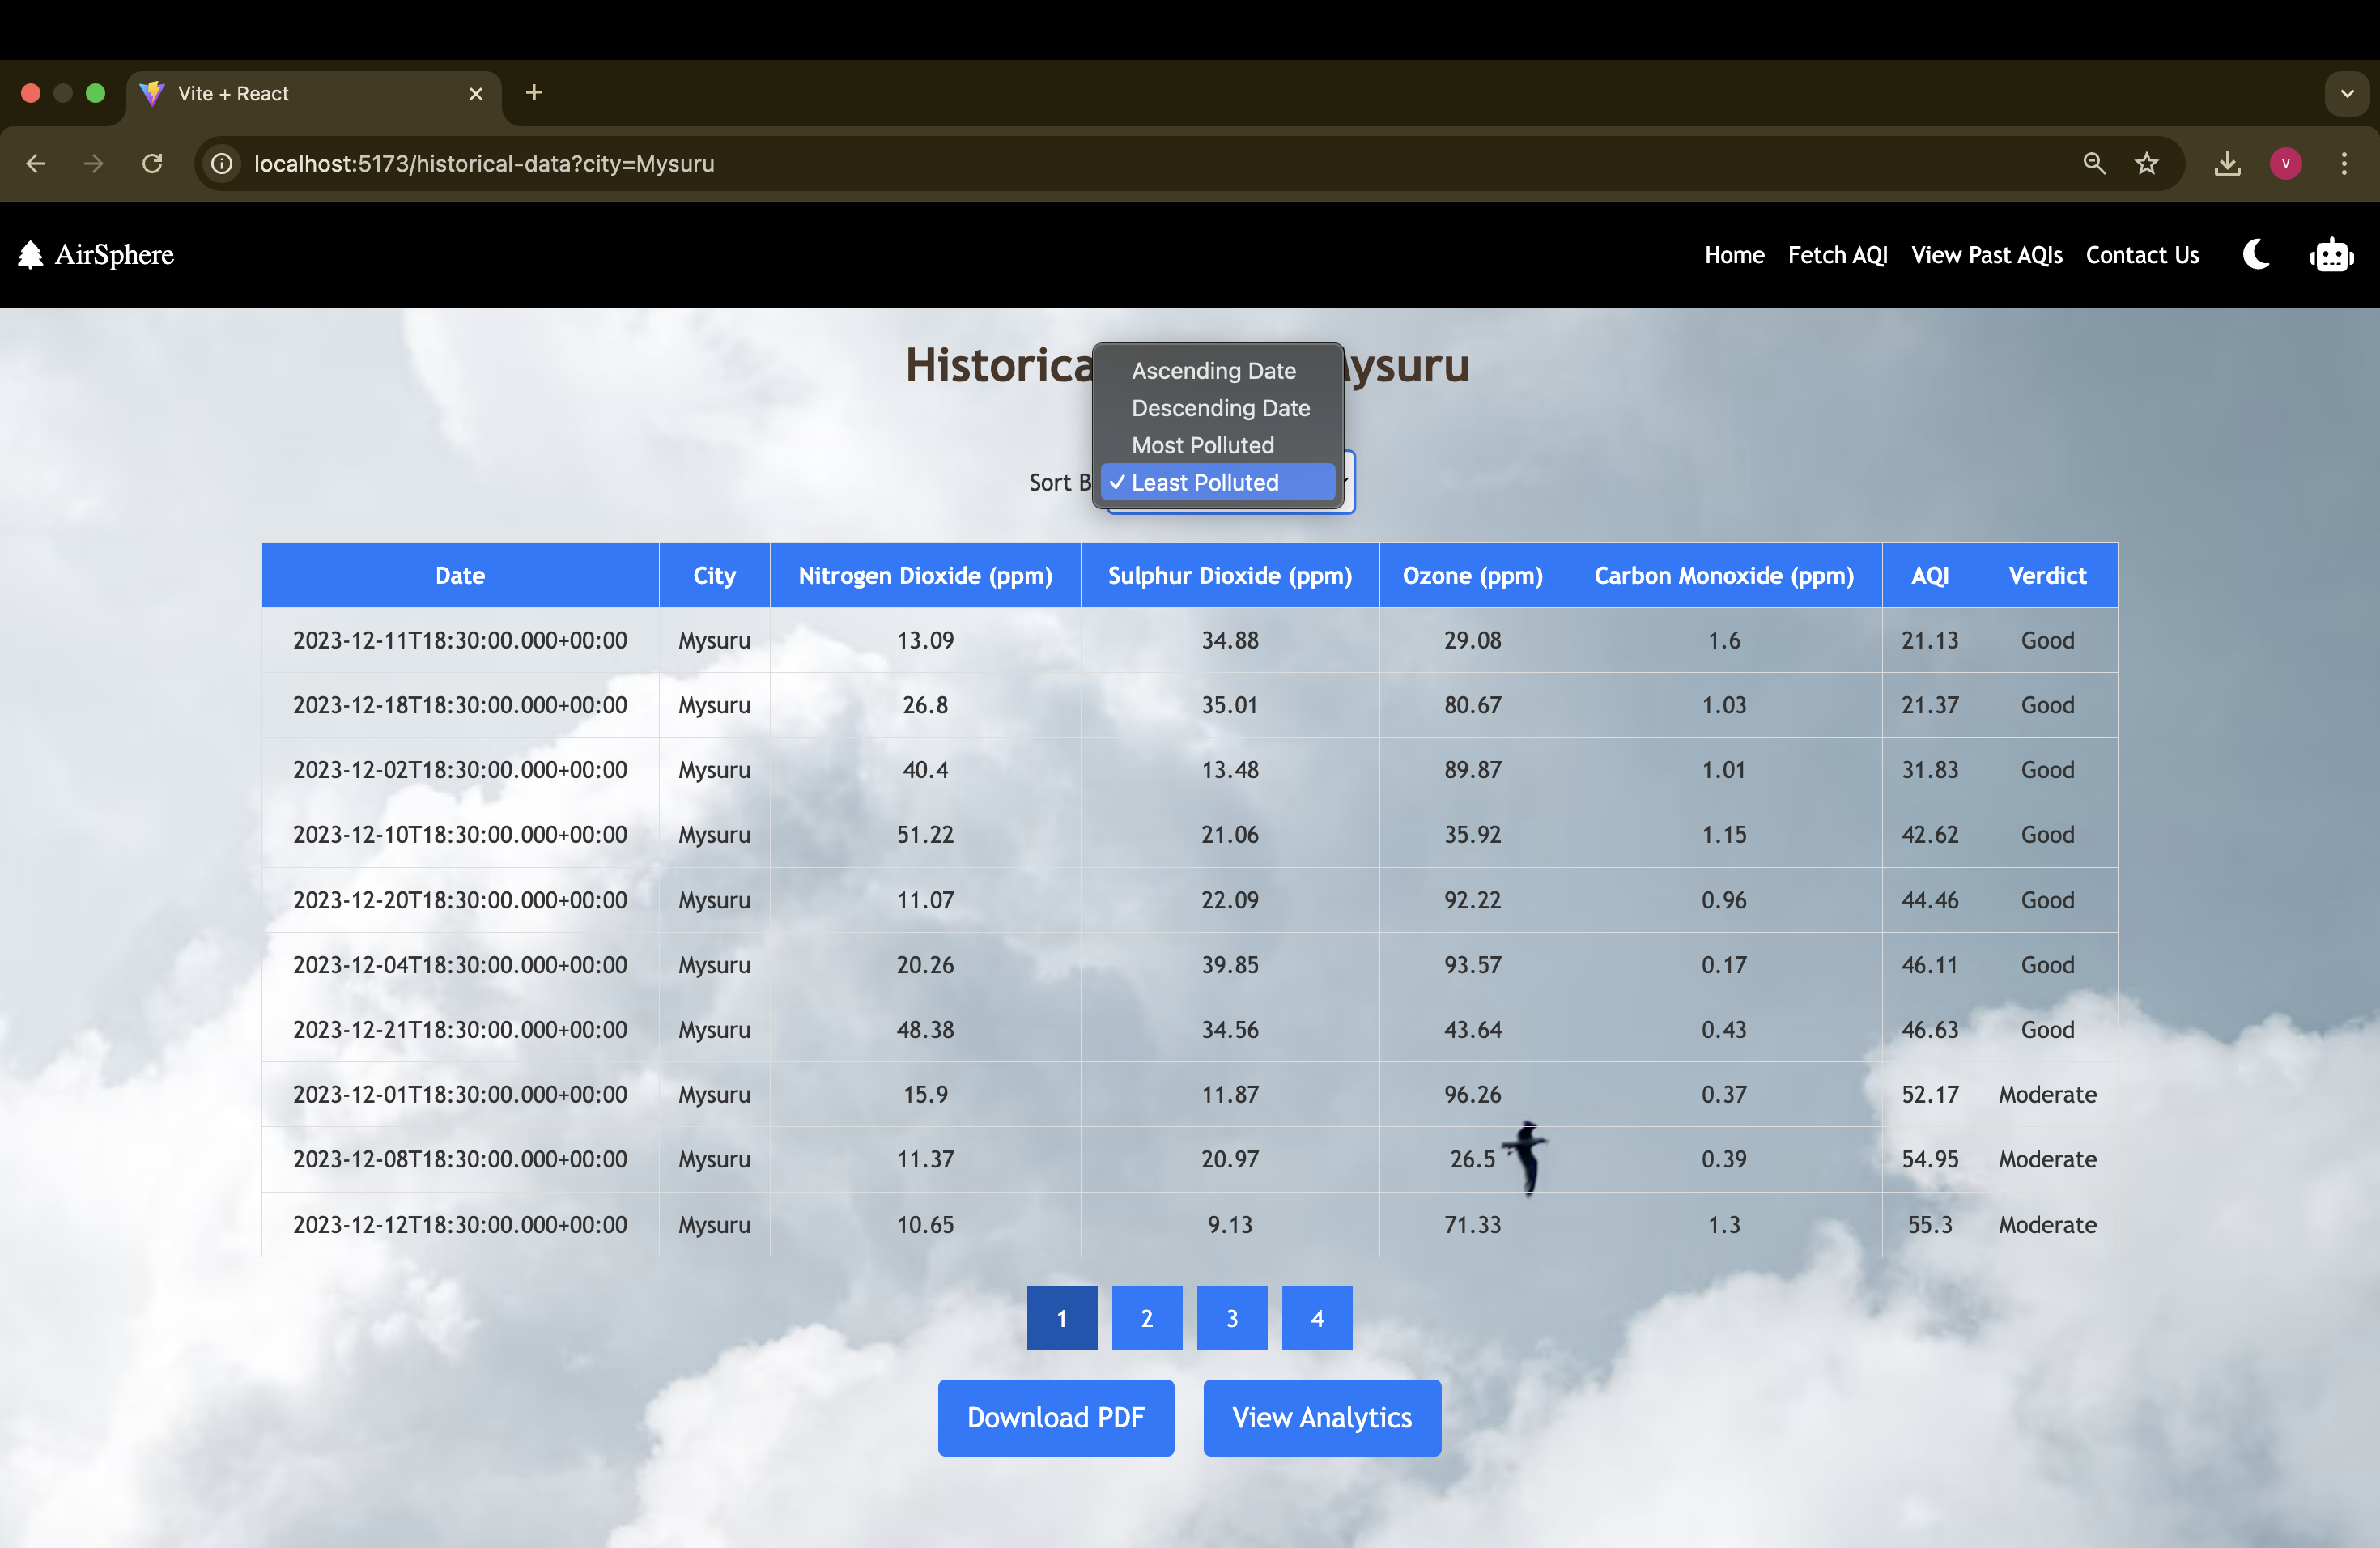 Vite + React
localhost:5173/historical-data?city=Mysuru
V
AirSphere
Home Fetch AQI View Past AQIs Contact Us
Ascending Date
Descending Date
Most Polluted
✓ Least Polluted
Date City Nitrogen Dioxide (ppm) Sulphur Dioxide (ppm) Ozone (ppm) Carbon Monoxide (ppm) AQI Verdict
2023-12-11T18:30:00.000+00:00 Mysuru 13.09 34.88 29.08 1.6 21.13 Good
2023-12-18T18:30:00.000+00:00 Mysuru 26.8 35.01 80.67 1.03 21.37 Good
2023-12-02T18:30:00.000+00:00 Mysuru 40.4 13.48 89.87 1.01 31.83 Good
2023-12-10T18:30:00.000+00:00 Mysuru 51.22 21.06 35.92 1.15 42.62 Good
2023-12-20T18:30:00.000+00:00 Mysuru 11.07 22.09 92.22 0.96 44.46 Good
2023-12-04T18:30:00.000+00:00 Mysuru 20.26 39.85 93.57 0.17 46.11 Good
2023-12-21T18:30:00.000+00:00 Mysuru 48.38 34.56 43.64 0.43 46.63 Good
2023-12-01T18:30:00.000+00:00 Mysuru 15.9 11.87 96.26 0.37 52.17 Moderate
2023-12-08T18:30:00.000+00:00 Mysuru 11.37 20.97 26.5 0.39 54.95 Moderate
2023-12-12T18:30:00.000+00:00 Mysuru 10.65 9.13 71.33 1.3 55.3 Moderate
1 2 3 4
Download PDF View Analytics